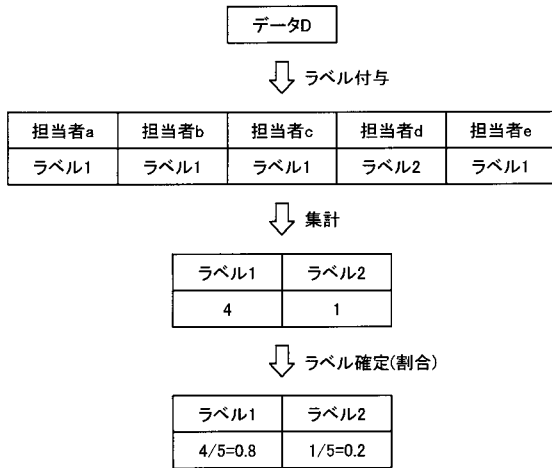 データD
ラベル付与
担当者a 担当者b 担当者c 担当者d 担当者e
ラベル1 ラベル1 ラベル1 ラベル2 ラベル1
集計
ラベル1 ラベル2
4 1
ラベル確定(割合)
ラベル1 ラベル2
4/5=0.8 1/5=0.2